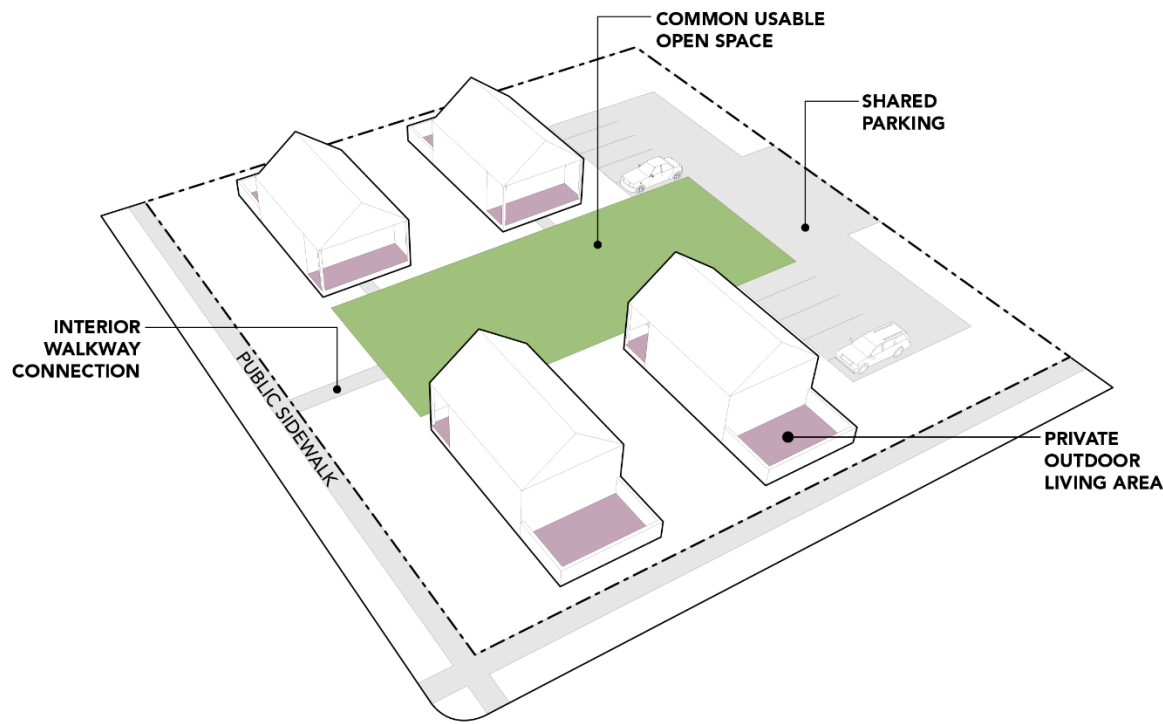 COMMON USABLE
OPEN SPACE
SHARED
PARKING
INTERIOR
WALKWAY
CONNECTION
PUBLIC SIDEWALK
PRIVATE
OUTDOOR
LIVING AREA